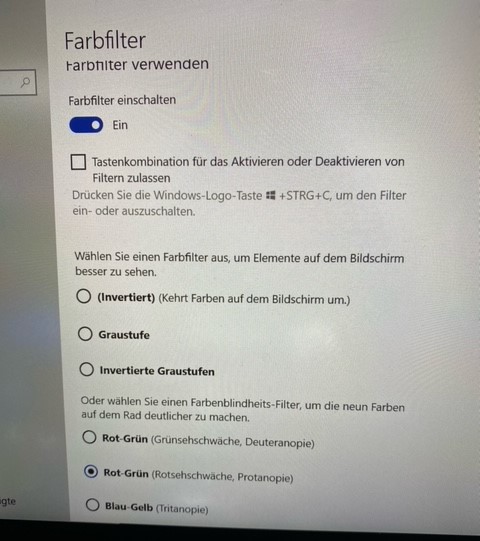 Farbfilter
Farbfilter verwenden
Farbfilter einschalten
Ein
Tastenkombination für das Aktivieren oder Deaktivieren von
Filtern zulassen
Drücken Sie die Windows-Logo-Taste +STRG+C, um den Filter
ein- oder auszuschalten.
Wählen Sie einen Farbfilter aus, um Elemente auf dem Bildschirm
besser zu sehen.
(Invertiert) (Kehrt Farben auf dem Bildschirm um.)
Graustufe
Invertierte Graustufen
Oder wählen Sie einen Farbenblindheits-Filter, um die neun Farben
auf dem Rad deutlicher zu machen.
Rot-Grün (Grünsehschwäche, Deuteranopie)
Rot-Grün (Rotsehschwäche, Protanopie)
igte
Blau-Gelb (Tritanopie)